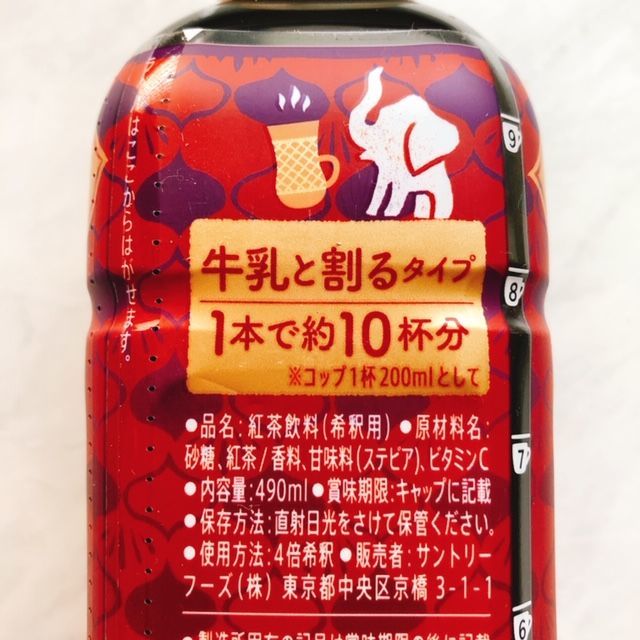 牛乳と割るタイプ
1本で約10杯分
※コップ1杯200mlとして
●品名:紅茶飲料(希釈用)●原材料名:
砂糖、紅茶/香料、甘味料(ステビア)、ビタミンC
●内容量:490ml●賞味期限:キャップに記載
●保存方法:直射日光をさけて保管ください。
●使用方法:4倍希釈●販売者:サントリー
フーズ(株) 東京都中央区京橋 3-1-1
はここからはがせます。
9
8
7
6